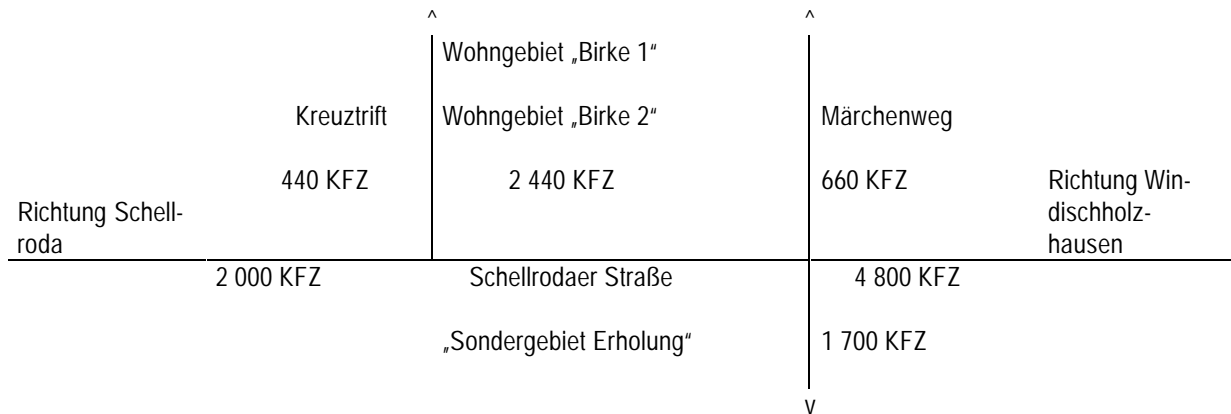 ^ ^
Wohngebiet „Birke 1“
Kreuztrift Wohngebiet „Birke 2“ Märchenweg
440 KFZ 2 440 KFZ 660 KFZ Richtung Win-
Richtung Schell- dischholz-
roda hausen
2 000 KFZ Schellrodaer Straße 4 800 KFZ
„Sondergebiet Erholung“ 1 700 KFZ
v